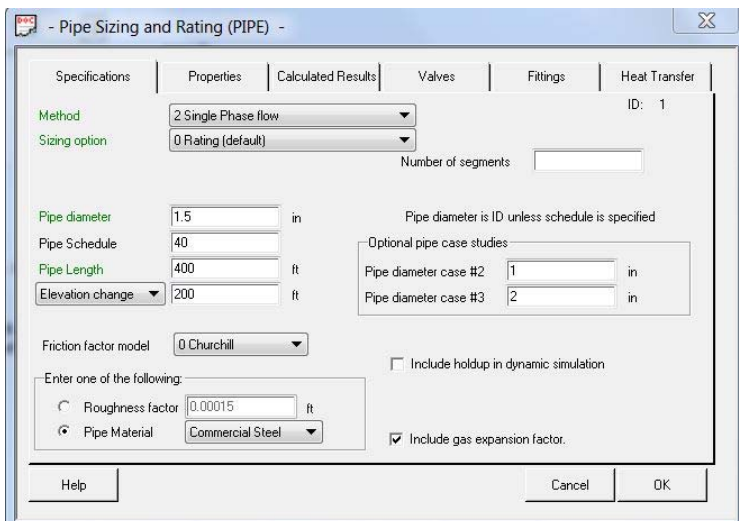 - Pipe Sizing and Rating (PIPE) -
Specifications Properties Calculated Results Valves Fittings Heat Transfer
ID: 1
Method 2 Single Phase flow
Sizing option 0 Rating (default)
Number of segments
Pipe diameter 1.5 in Pipe diameter is ID unless schedule is specified
Pipe Schedule 40 Optional pipe case studies
Pipe Length 400 ft Pipe diameter case #2 1 in
Elevation change 200 ft Pipe diameter case #3 2 in
Friction factor model 0 Churchill
Include holdup in dynamic simulation
Enter one of the following:
Roughness factor 0.00015 ft
Pipe Material Commercial Steel Include gas expansion factor.
Help Cancel OK